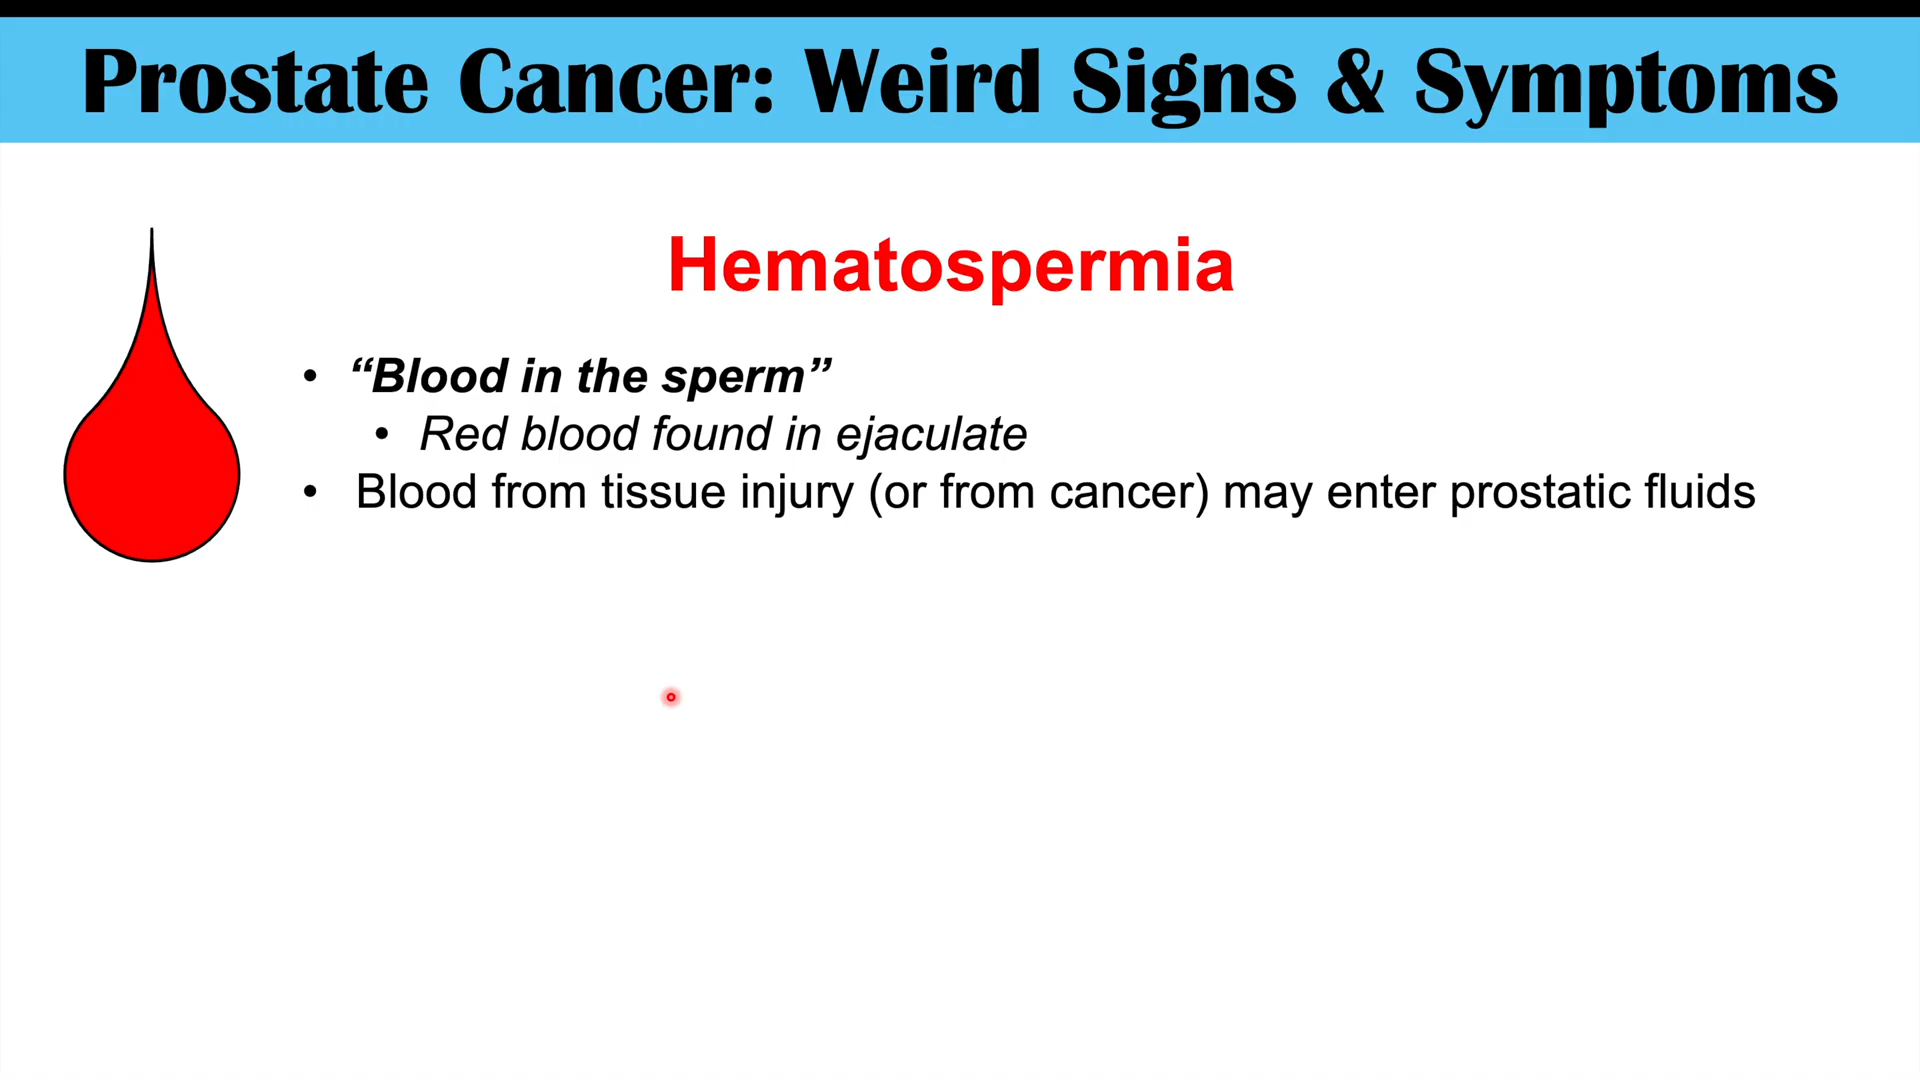 Prostate Cancer: Weird Signs & Symptoms
Hematospermia
• “Blood in the sperm”
• Red blood found in ejaculate
• Blood from tissue injury (or from cancer) may enter prostatic fluids